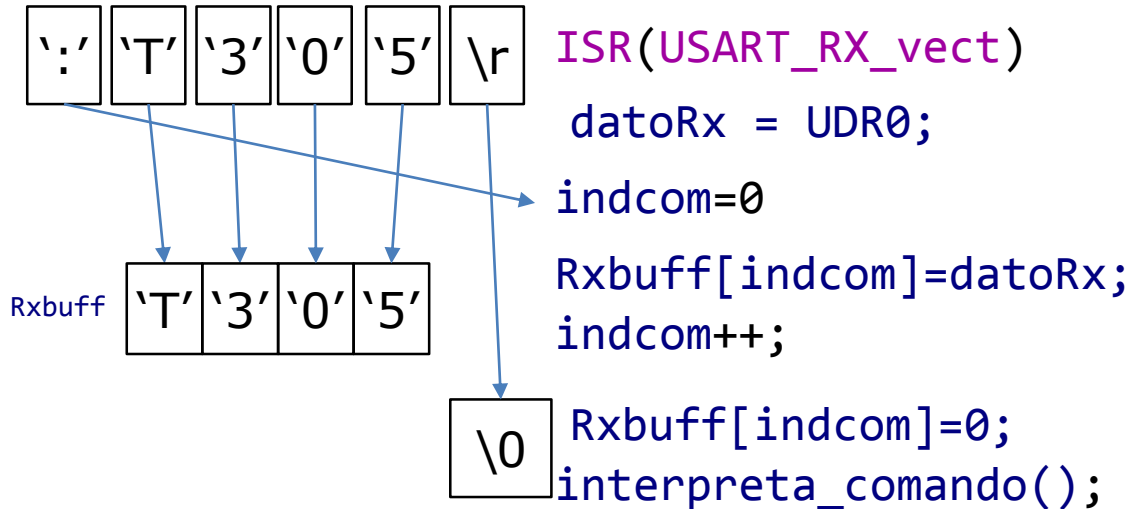 ‘:’ ‘T’ ‘3’ ‘0’ ‘5’ \r
ISR(USART_RX_vect)
datoRx = UDR0;
indcom=0
Rxbuff[indcom]=datoRx;
indcom++;
Rxbuff ‘T’ ‘3’ ‘0’ ‘5’
\0
Rxbuff[indcom]=0;
interpreta_comando();